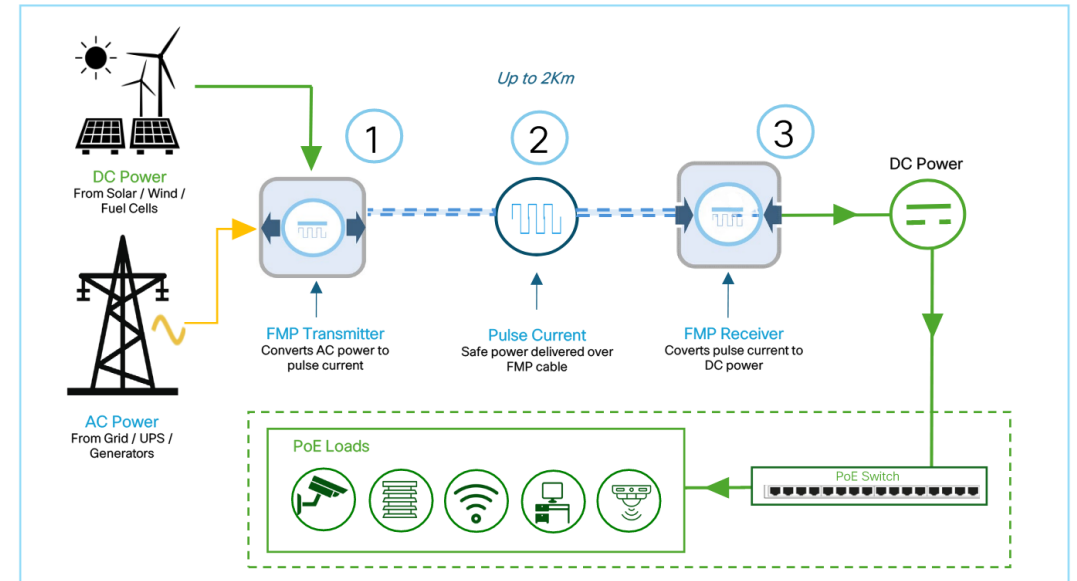 Up to 2Km
1
2
3
DC Power
From Solar / Wind /
Fuel Cells
DC Power
FMP Transmitter
Converts AC power to
pulse current
Pulse Current
Safe power delivered over
FMP cable
FMP Receiver
Coverts pulse current to
DC power
AC Power
From Grid / UPS /
Generators
PoE Loads
PoE Switch